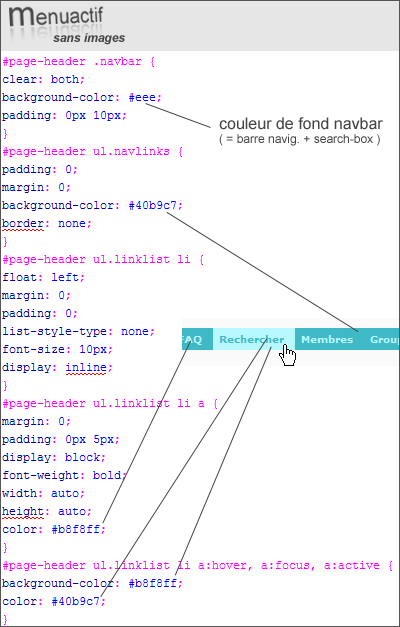 menuactif
sans images
#page-header .navbar {
clear: both;
background-color: #eee;
padding: 0px 10px;
}
couleur de fond navbar
( = barre navig. + search-box )
#page-header ul.navlinks {
padding: 0;
margin: 0;
background-color: #40b9c7;
border: none;
}
#page-header ul.linklist li {
float: left;
margin: 0;
padding: 0;
list-style-type: none;
font-size: 10px;
display: inline;
}
FAQ Rechercher Membres Group
#page-header ul.linklist li a {
margin: 0;
padding: 0px 5px;
display: block;
font-weight: bold;
width: auto;
height: auto;
color: #b8f8ff;
}
#page-header ul.linklist li a:hover, a:focus, a:active {
background-color: #b8f8ff;
color: #40b9c7;
}